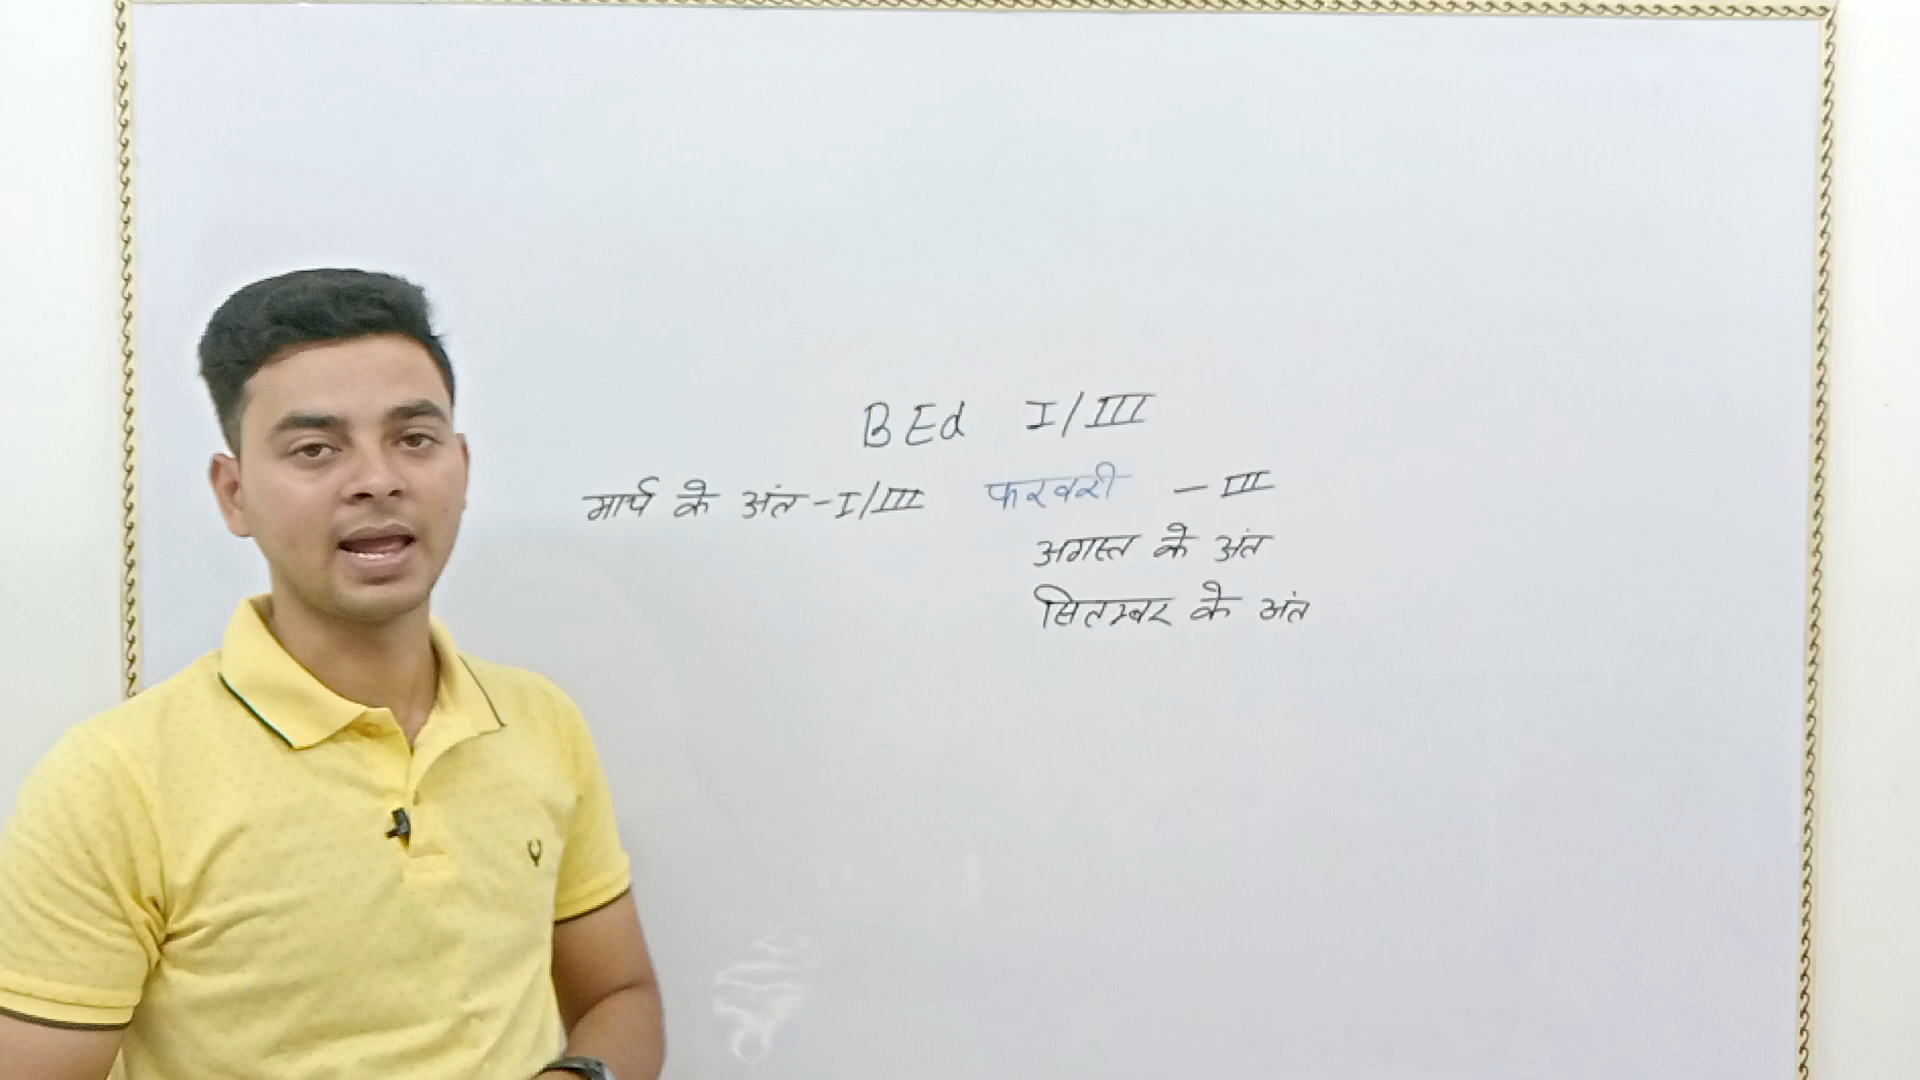 BEd I/III
मार्च के अंत-I/III फरवरी - III
अगस्त के अंत
सितम्बर के अंत